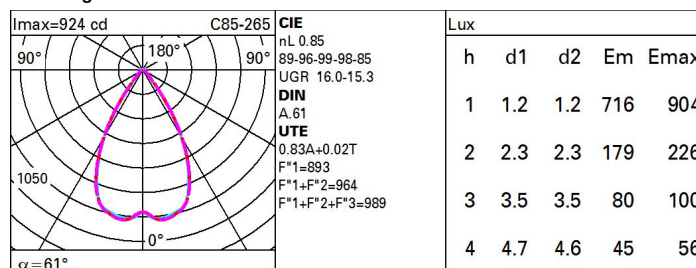 Imax=924 cd C85-265
90° 180° 90°
1050
0°
α=61°
CIE
nL 0.85
89-96-99-98-85
UGR 16.0-15.3
DIN
A.61
UTE
0.83A+0.02T
F"1=893
F"1+F"2=964
F"1+F"2+F"3=989
Lux
h d1 d2 Em Emax
1 1.2 1.2 716 904
2 2.3 2.3 179 226
3 3.5 3.5 80 100
4 4.7 4.6 45 56